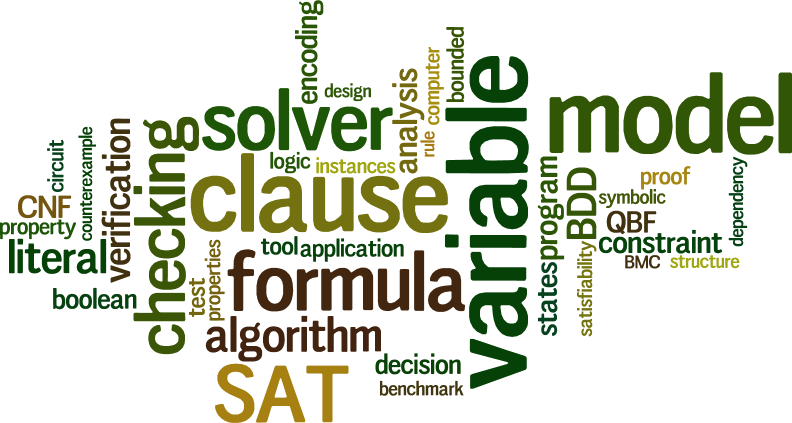 encoding
design
solver
analysis
rule
computer
bounded
variable
model
circuit
counterexample
verification
checking
logic
instances
clause
CNF
property
literal
boolean
test
properties
tool
application
formula
algorithm
SAT
decision
benchmark
states
program
BDD
satisfiability
symbolic
proof
QBF
constraint
dependency
BMC
structure